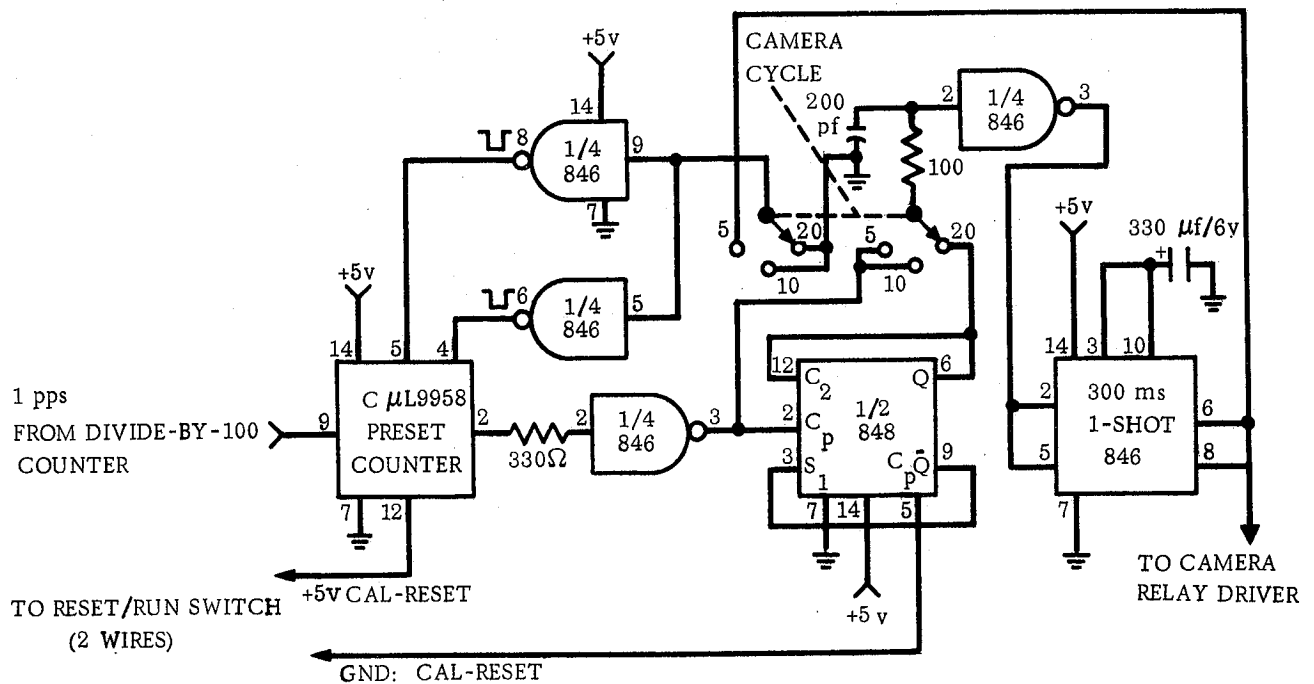 +5v
14
8
1/4
846
9
7
CAMERA
CYCLE
200
pf
2
1/4
846
3
100
5
20
10
5
20
10
+5v
330 μf/6v
+
+5v
6
1/4
846
5
14
5
4
1 pps
FROM DIVIDE-BY-100
COUNTER
9
C μL9958
PRESET
COUNTER
2
330Ω
2
1/4
846
3
7
12
12
C2
Q
6
2
Cp
1/2
848
3
S1
Cp
Q̄
9
7
14
5
+5v
14
3
10
2
300 ms
1-SHOT
846
6
5
8
7
TO CAMERA
RELAY DRIVER
+5v CAL-RESET
TO RESET/RUN SWITCH
(2 WIRES)
GND: CAL-RESET